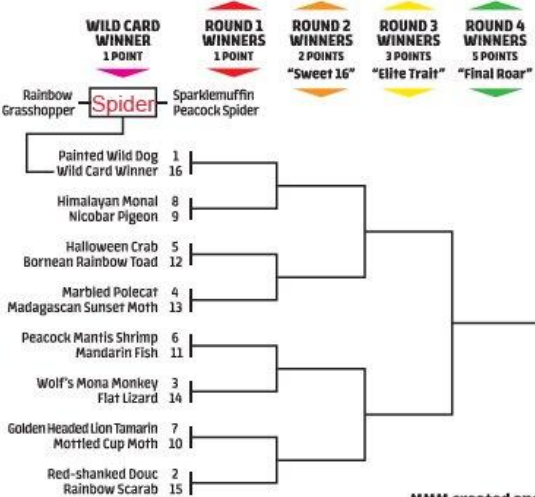 WILD CARD
WINNER
1 POINT
ROUND 1
WINNERS
1 POINT
ROUND 2
WINNERS
2 POINTS
"Sweet 16"
ROUND 3
WINNERS
3 POINTS
"Elite Trait"
ROUND 4
WINNERS
5 POINTS
"Final Roar"
Rainbow
Grasshopper
Spider
Sparklemuffin
Peacock Spider
Painted Wild Dog 1
Wild Card Winner 16
Himalayan Monal 8
Nicobar Pigeon 9
Halloween Crab 5
Bornean Rainbow Toad 12
Marbled Polecat 4
Madagascan Sunset Moth 13
Peacock Mantis Shrimp 6
Mandarin Fish 11
Wolf's Mona Monkey 3
Flat Lizard 14
Golden Headed Lion Tamarin 7
Mottled Cup Moth 10
Red-shanked Douc 2
Rainbow Scarab 15